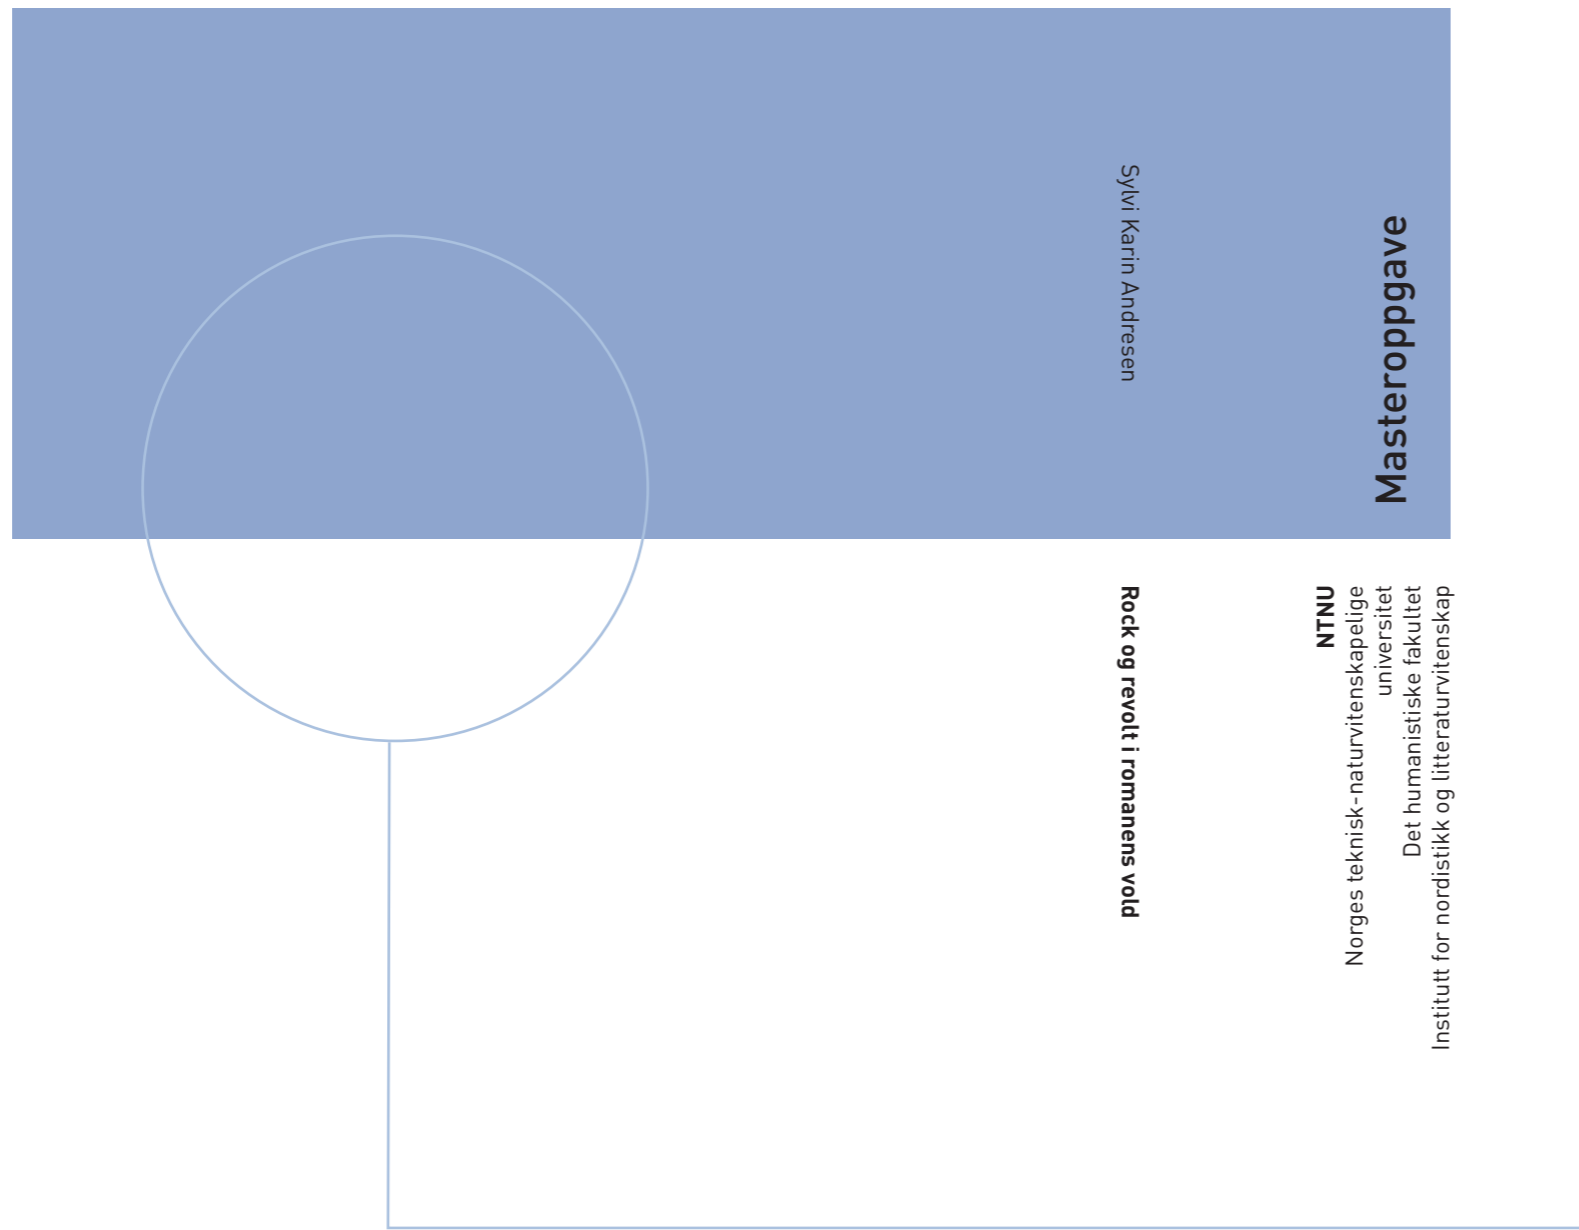 Sylvi Karin Andresen
Rock og revolt i romanens vold
Masteroppgave
NTNU
Norges teknisk-naturvitenskapelige
universitet
Det humanistiske fakultet
Institutt for nordistikk og litteraturvitenskap